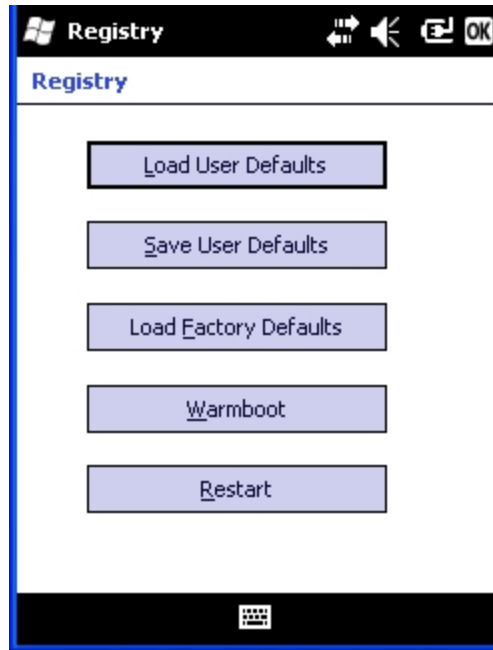 Registry
OK
Registry
Load User Defaults
Save User Defaults
Load Factory Defaults
Warmboot
Restart